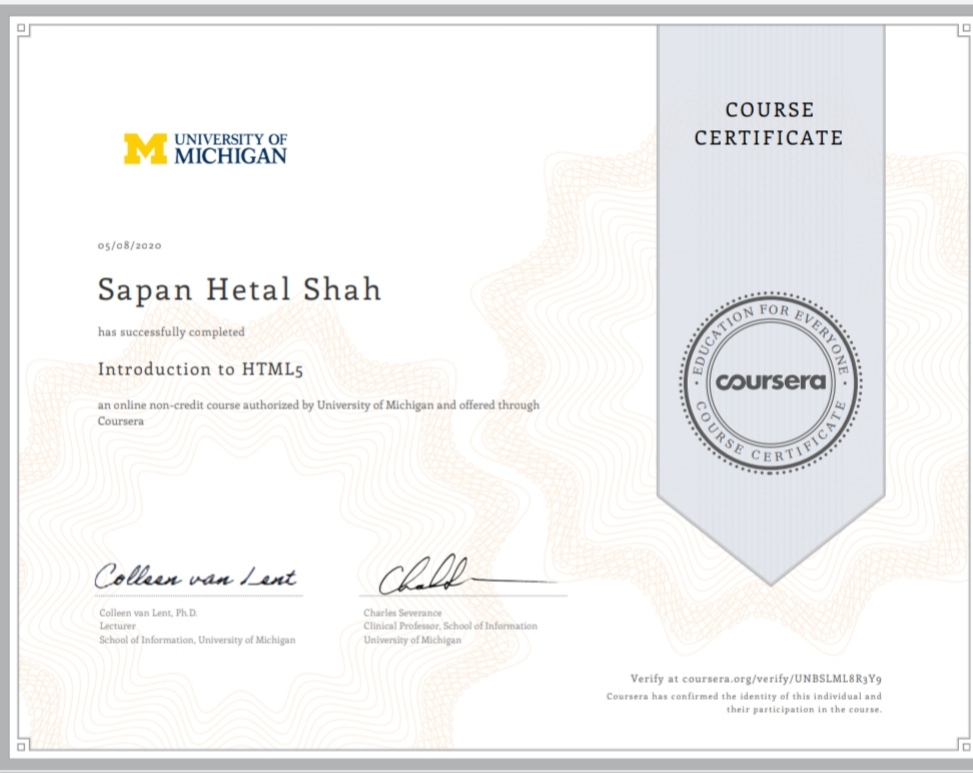 COURSE
CERTIFICATE
M UNIVERSITY OF
MICHIGAN
05/08/2020
Sapan Hetal Shah
has successfully completed
Introduction to HTML5
an online non-credit course authorized by University of Michigan and offered through
Coursera
EDUCATION FOR EVERYONE
coursera
COURSE CERTIFICATE
Colleen van Lent
Colleen van Lent, Ph.D.
Lecturer
School of Information, University of Michigan
Charles Severance
Clinical Professor, School of Information
University of Michigan
Verify at coursera.org/verify/UNBSLML8R3Y9
Coursera has confirmed the identity of this individual and
their participation in the course.